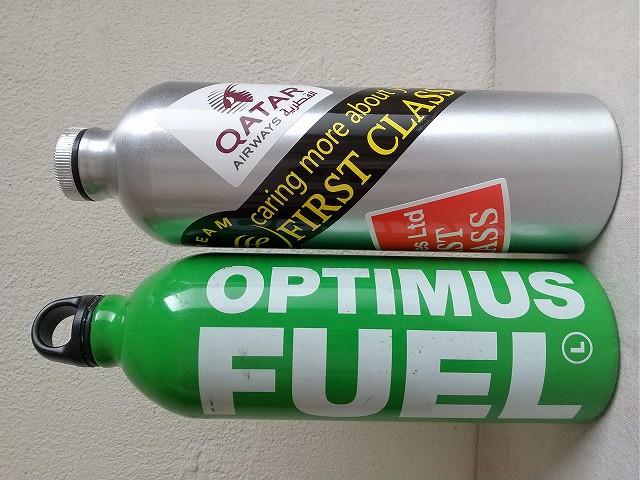 QATAR
AIRWAYS القطرية
EAM
caring more about
FIRST CLASS
s Ltd
ST
ASS
OPTIMUS
FUEL
L